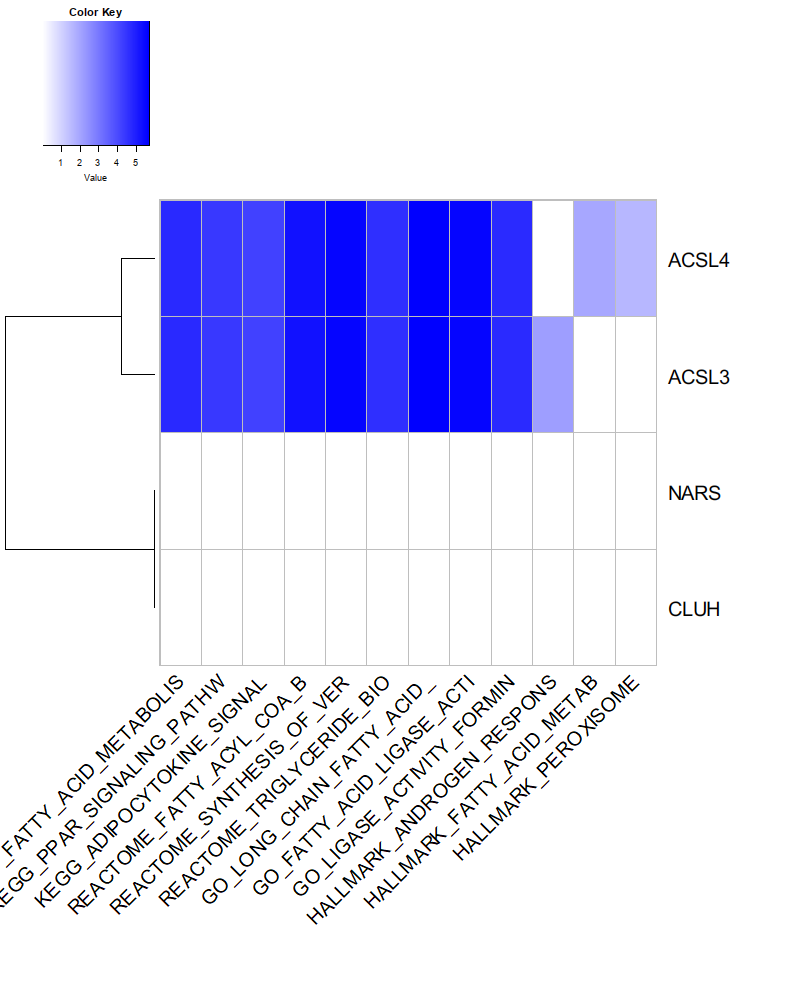 Color Key
1 2 3 4 5
Value
ACSL4
ACSL3
NARS
CLUH
_FATTY_ACID_METABOLIS
EGG_PPAR_SIGNALING_PATHW
KEGG_ADIPOCYTOKINE_SIGNAL
REACTOME_FATTY_ACYL_COA_B
REACTOME_SYNTHESIS_OF_VER
REACTOME_TRIGLYCERIDE_BIO
GO_LONG_CHAIN_FATTY_ACID_
GO_FATTY_ACID_LIGASE_ACTI
GO_LIGASE_ACTIVITY_FORMIN
HALLMARK_ANDROGEN_RESPONS
HALLMARK_FATTY_ACID_METAB
HALLMARK_PEROXISOME